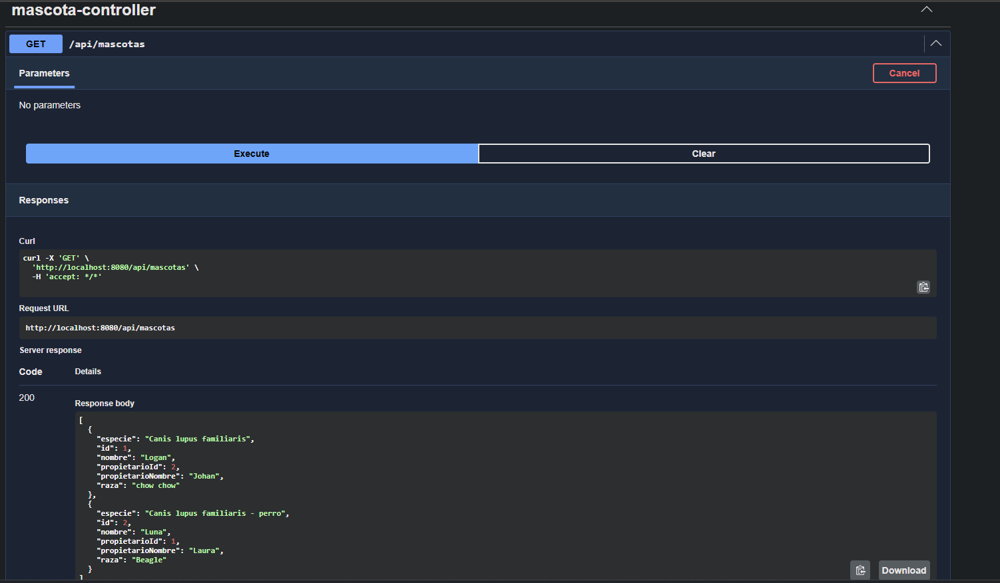 mascota-controller
GET /api/mascotas
Parameters Cancel
No parameters
Execute Clear
Responses
Curl
curl -X 'GET' \
  'http://localhost:8080/api/mascotas' \
  -H 'accept: */*'
Request URL
http://localhost:8080/api/mascotas
Server response
Code Details
200
Response body
[
  {
    "especie": "Canis lupus familiaris",
    "id": 1,
    "nombre": "Logan",
    "propietarioId": 2,
    "propietarioNombre": "Johan",
    "raza": "chow chow"
  },
  {
    "especie": "Canis lupus familiaris - perro",
    "id": 2,
    "nombre": "Luna",
    "propietarioId": 1,
    "propietarioNombre": "Laura",
    "raza": "Beagle"
  }
]
Download